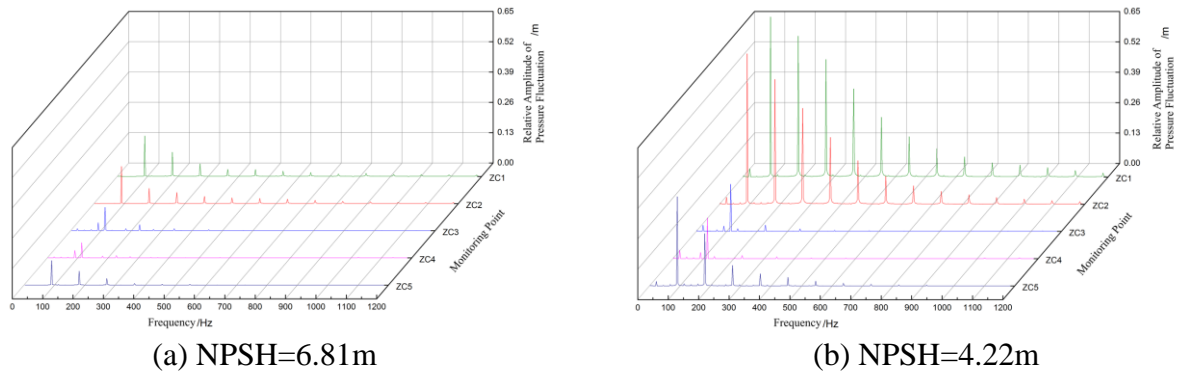 0.65
0.52
0.39
0.26
0.13
0.00
Relative Amplitude of
Pressure Fluctuation
/m
ZC1
ZC2
ZC3
ZC4
ZC5
Monitoring Point
0 100 200 300 400 500 600 700 800 900 1000 1100 1200
Frequency/Hz
(a) NPSH=6.81m
0.65
0.52
0.39
0.26
0.13
0.00
Relative Amplitude of
Pressure Fluctuation
/m
ZC1
ZC2
ZC3
ZC4
ZC5
Monitoring Point
0 100 200 300 400 500 600 700 800 900 1000 1100 1200
Frequency/Hz
(b) NPSH=4.22m